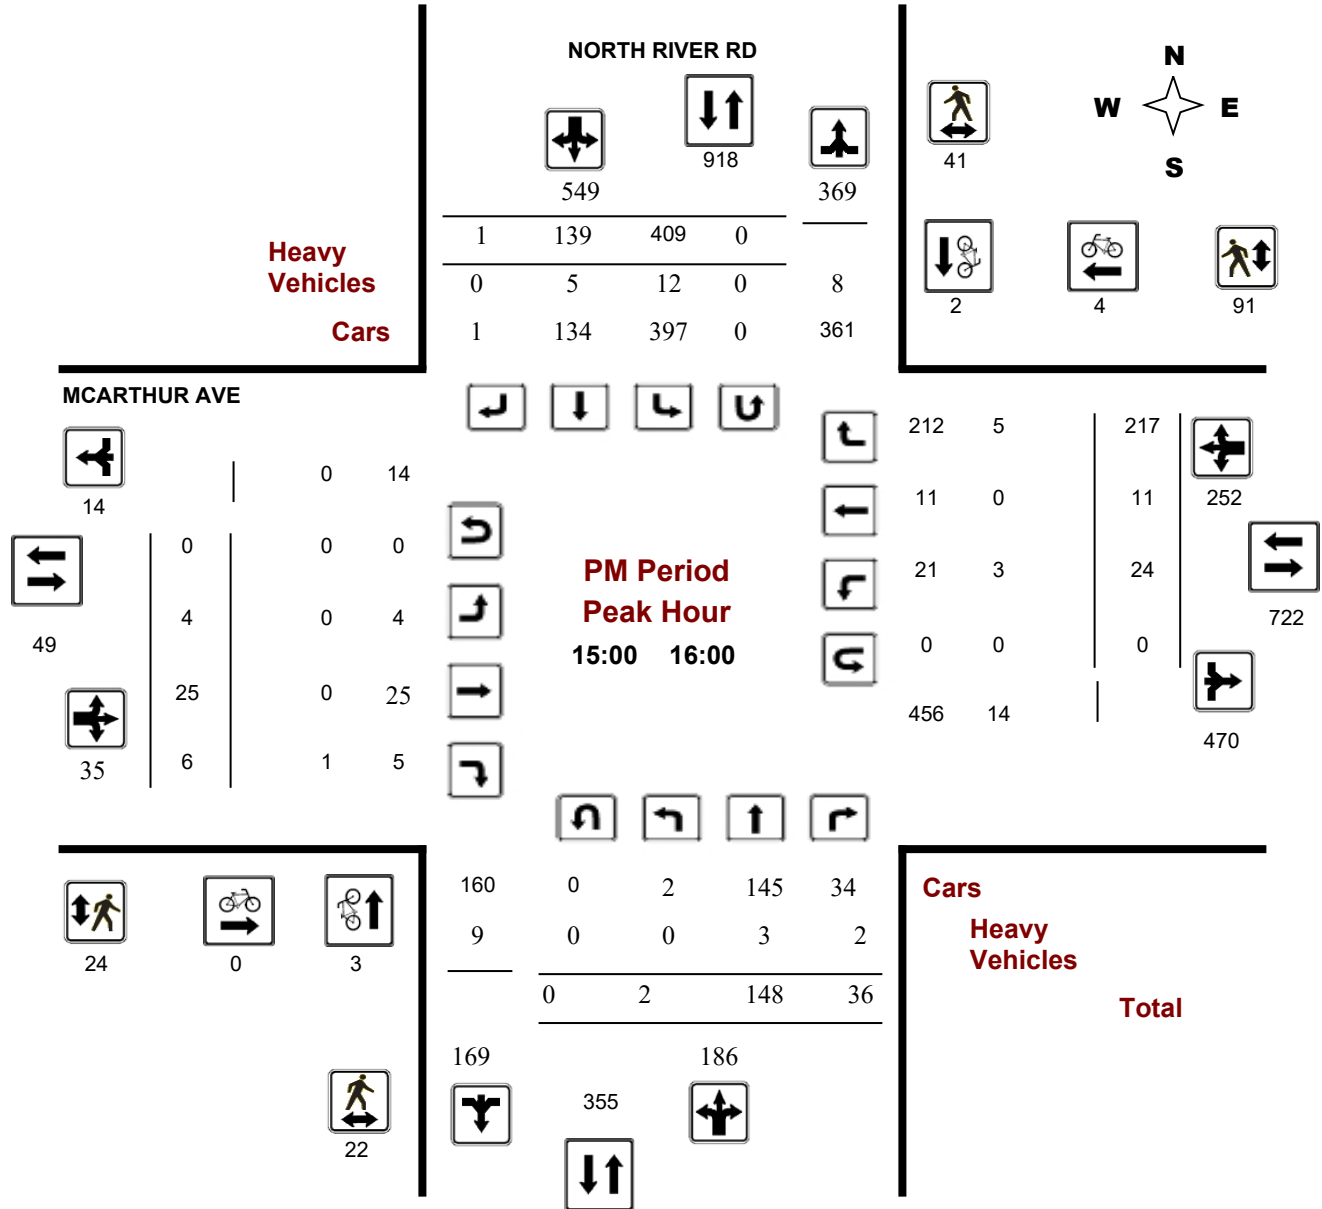 NORTH RIVER RD
N
W E
S
918
41
549 369
1 139 409 0
Heavy
Vehicles 0 5 12 0 8
2 4 91
Cars 1 134 397 0 361
MCARTHUR AVE
212 5 217
0 14
14
11 0 11 252
0 0 0
PM Period
21 3 24
Peak Hour
4 0 4
722
49
15:00 16:00
0 0 0
25 0 25
456 14
470
35 6 1 5
160 0 2 145 34 Cars
9 0 0 3 2 Heavy
Vehicles
24 0 3
0 2 148 36 Total
169 186
355
22